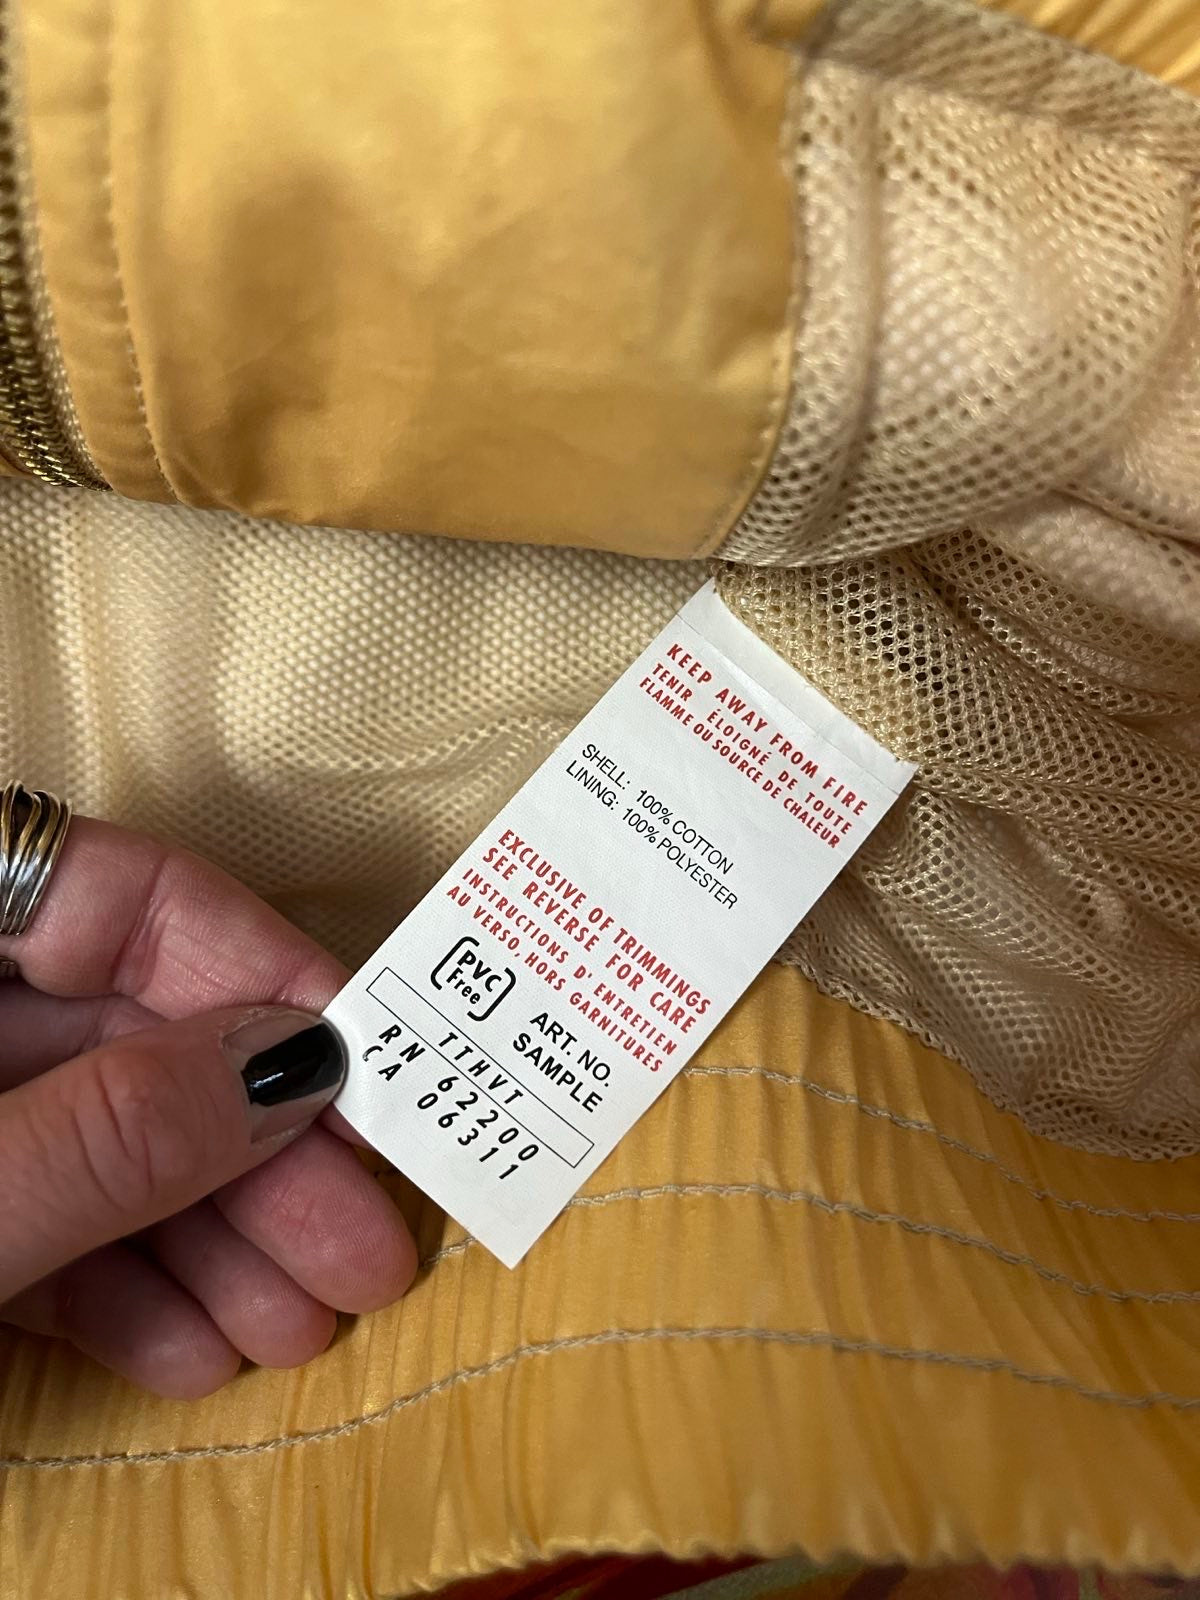 KEEP AWAY FROM FIRE
TENIR ÉLOIGNÉ DE TOUTE
FLAMME OU SOURCE DE CHALEUR
SHELL: 100% COTTON
LINING: 100% POLYESTER
EXCLUSIVE OF TRIMMINGS
SEE REVERSE FOR CARE
INSTRUCTIONS D' ENTRETIEN
AU VERSO, HORS GARNITURES
PVC
Free
ART. NO.
SAMPLE
TTHVT
RN 62200
CA 06311